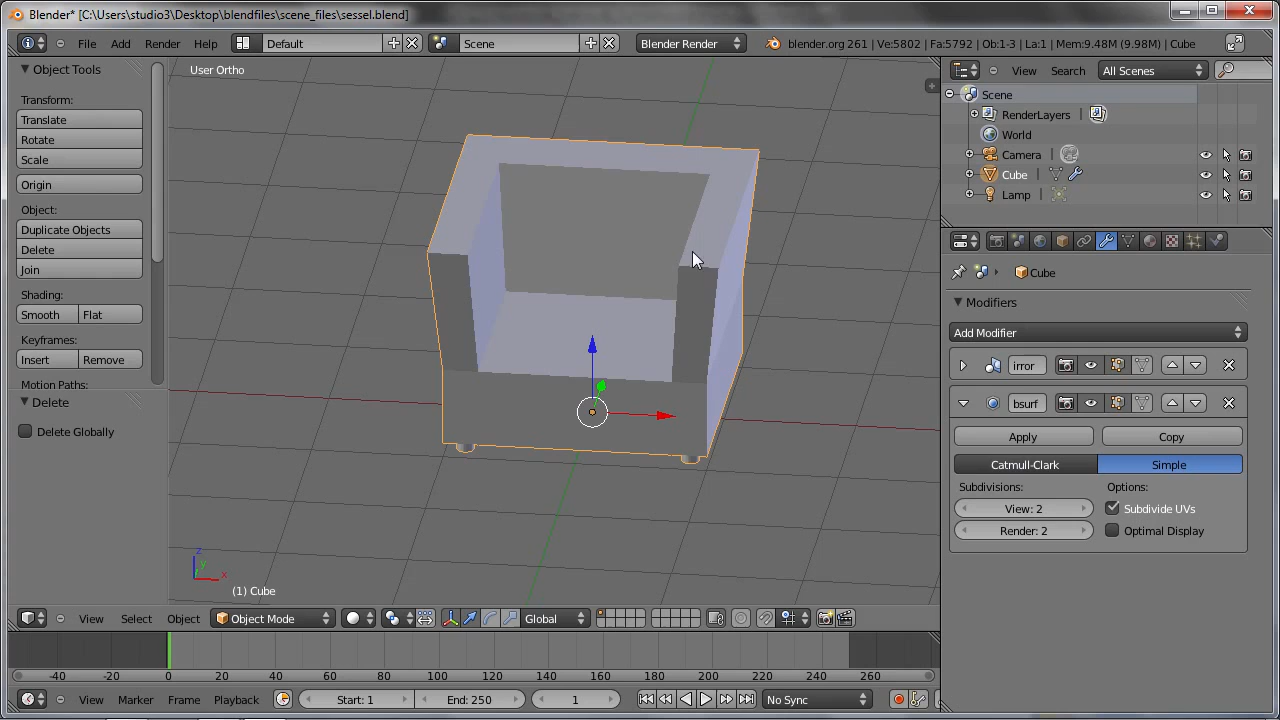 Blender* [C:\Users\studio3\Desktop\blendfiles\scene_files\sessel.blend]
File Add Render Help Default Scene Blender Render blender.org 261 | Ve:5802 | Fa:5792 | Ob:1-3 | La:1 | Mem:9.48M (9.98M) | Cube
Object Tools
Transform:
Translate
Rotate
Scale
Origin
Object:
Duplicate Objects
Delete
Join
Shading:
Smooth Flat
Keyframes:
Insert Remove
Motion Paths:
Delete
Delete Globally
User Ortho
z
y
x
(1) Cube
View Select Object Object Mode Global
-40 -20 0 20 40 60 80 100 120 140 160 180 200 220 240 260
View Marker Frame Playback Start: 1 End: 250 1 No Sync
View Search All Scenes
Scene
RenderLayers
World
Camera
Cube
Lamp
Cube
Modifiers
Add Modifier
irror
bsurf
Apply Copy
Catmull-Clark Simple
Subdivisions: Options:
View: 2 Subdivide UVs
Render: 2 Optimal Display